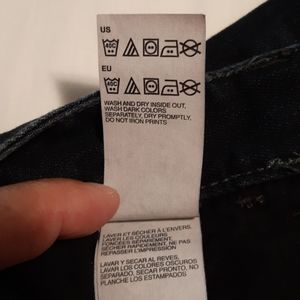 US
40C
EU
40C
WASH AND DRY INSIDE OUT,
WASH DARK COLORS
SEPARATELY, DRY PROMPTLY,
DO NOT IRON PRINTS
LAVER ET SÉCHER À L'ENVERS.
LAVER LES COULEURS
FONCÉES SÉPARÉMENT.
RAPIDEMENT, NE PAS
REPASSER L'IMPRESSION
LAVAR Y SECAR AL REVÉS,
LAVAR LOS COLORES OSCUROS
SEPARADO, SECAR PRONTO, NO
PLANCHE LOS ESTAMPADOS